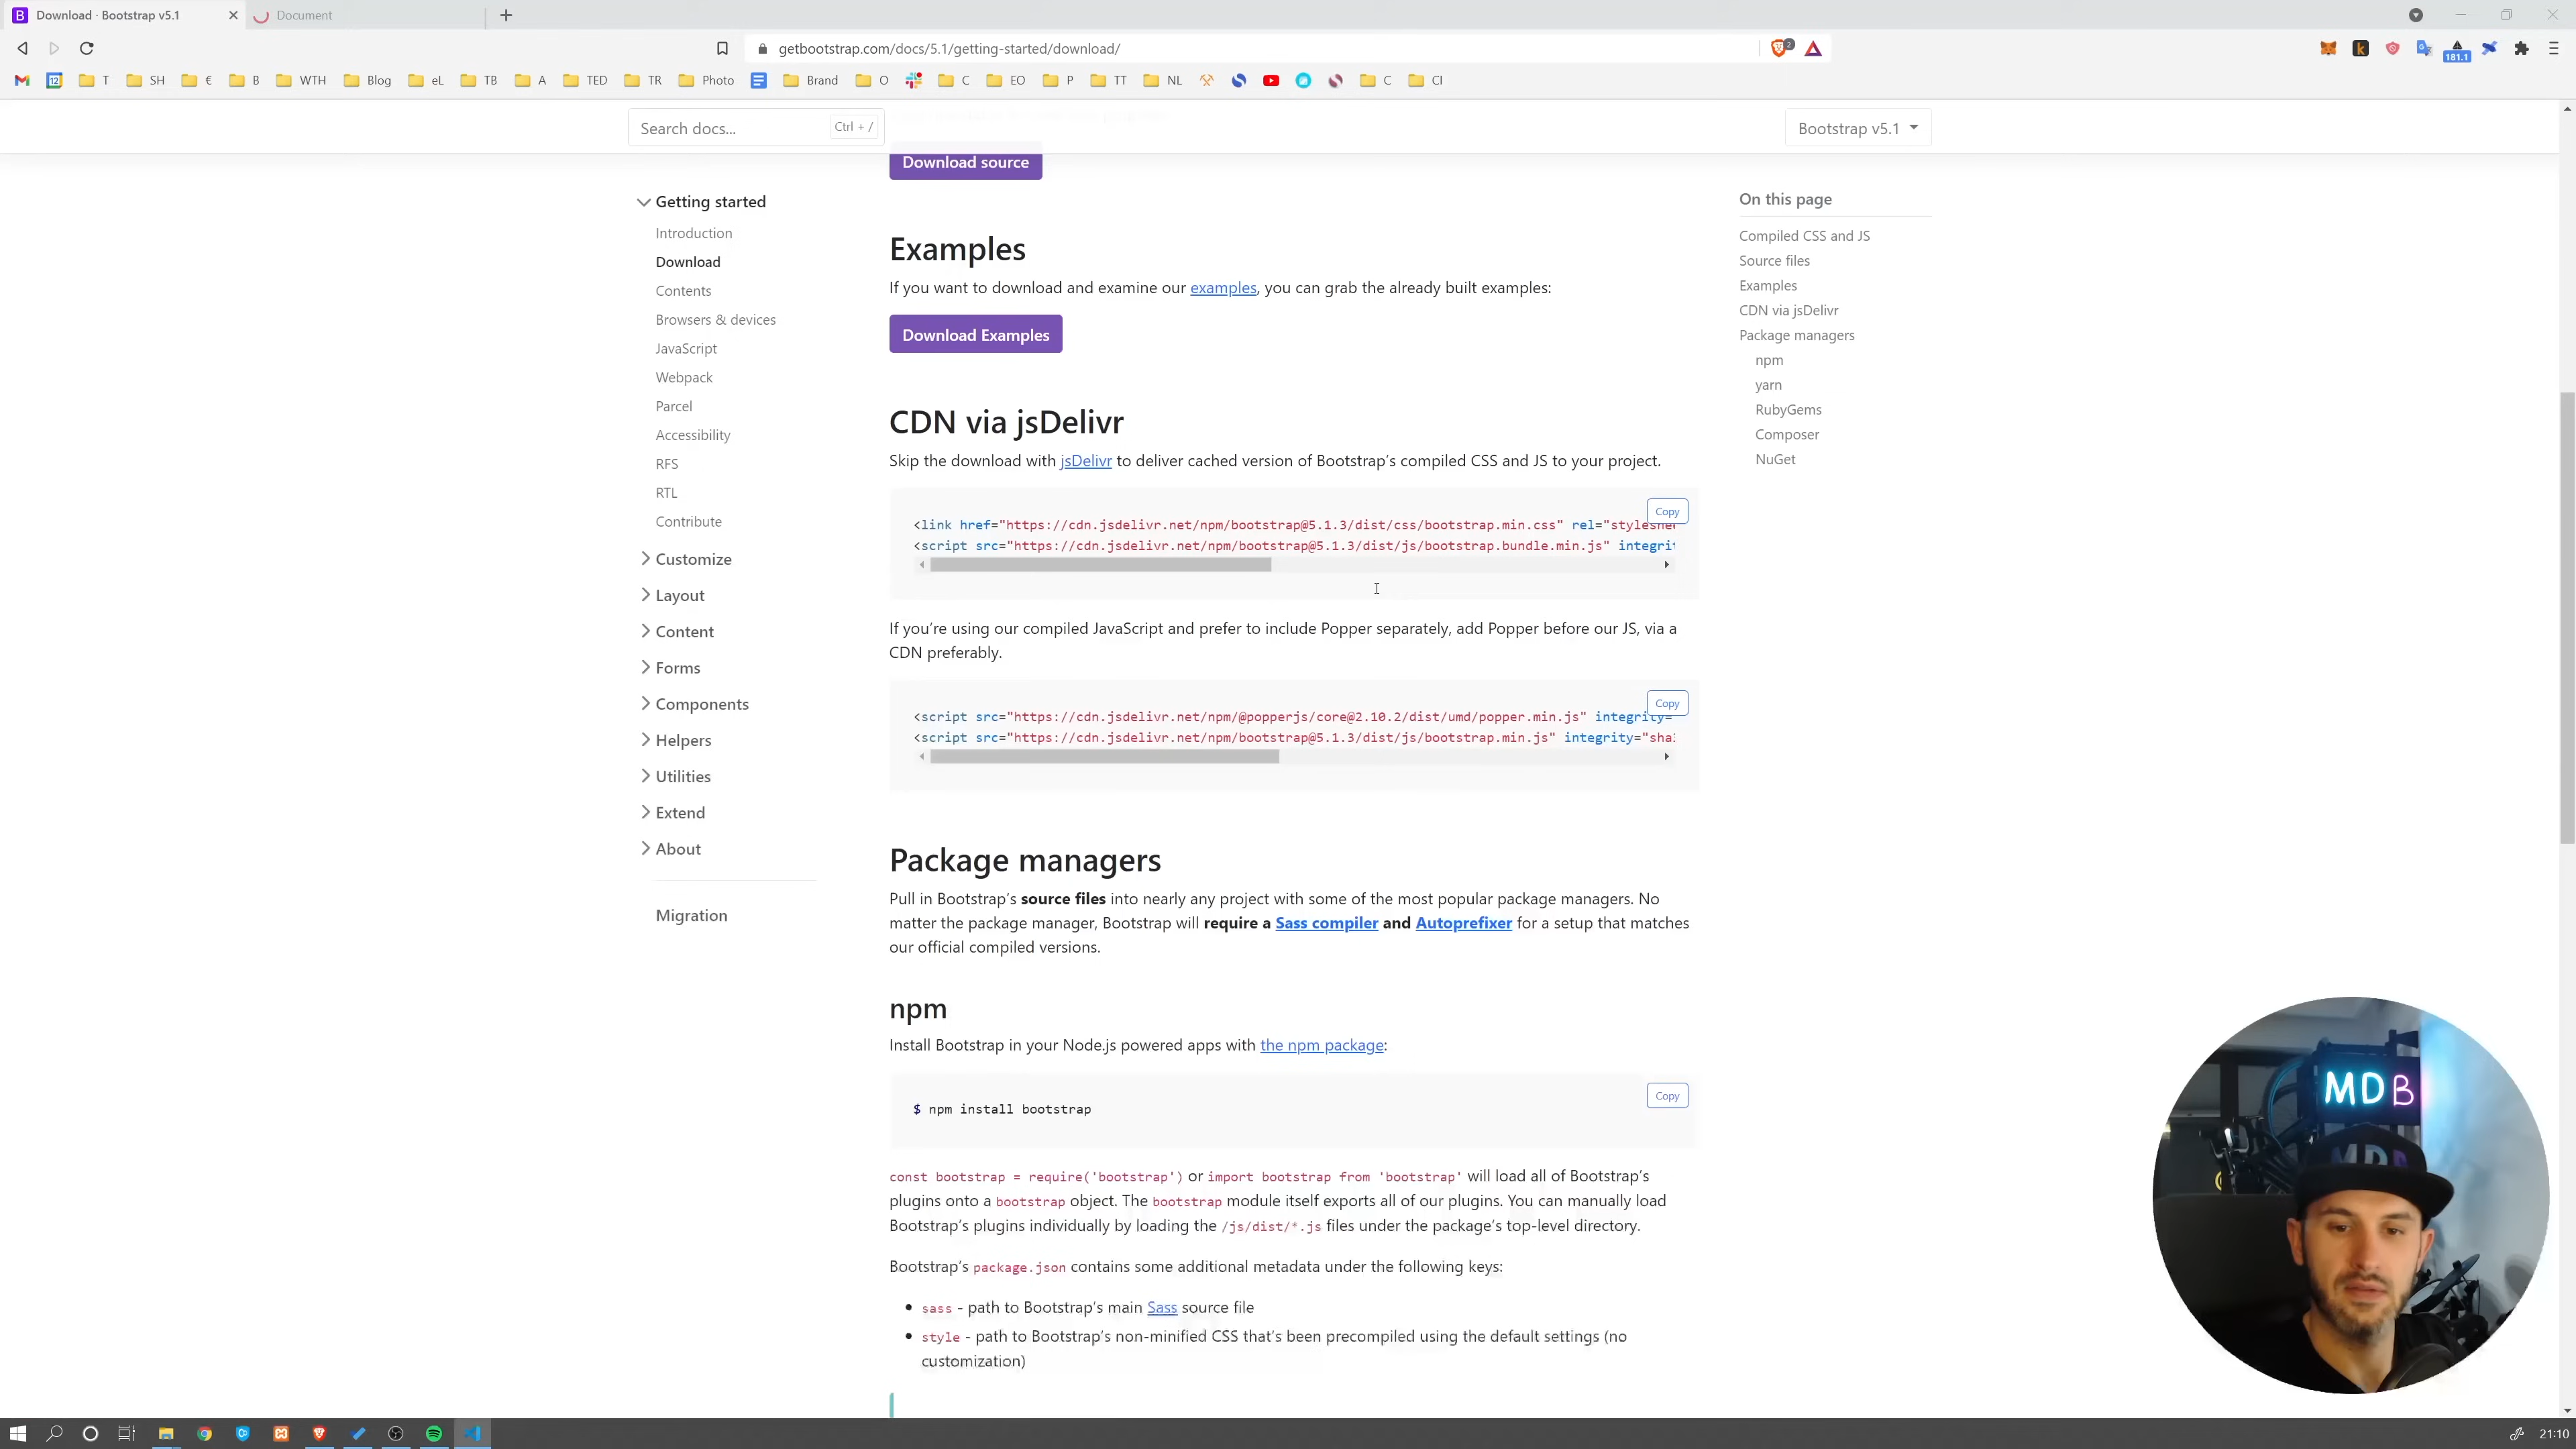 Download · Bootstrap v5.1
Document
getbootstrap.com/docs/5.1/getting-started/download/
2
181.1
12
T
SH
€
B
WTH
Blog
eL
TB
A
TED
TR
Photo
Brand
O
C
EO
P
TT
NL
C
CI
Search docs...
Ctrl + /
Bootstrap v5.1
Download source
Getting started
Introduction
Download
Contents
Browsers & devices
JavaScript
Webpack
Parcel
Accessibility
RFS
RTL
Contribute
Customize
Layout
Content
Forms
Components
Helpers
Utilities
Extend
About
Migration
Examples
If you want to download and examine our examples, you can grab the already built examples:
Download Examples
CDN via jsDelivr
Skip the download with jsDelivr to deliver cached version of Bootstrap's compiled CSS and JS to your project.
Copy
<link href="https://cdn.jsdelivr.net/npm/bootstrap@5.1.3/dist/css/bootstrap.min.css" rel="styleshe
<script src="https://cdn.jsdelivr.net/npm/bootstrap@5.1.3/dist/js/bootstrap.bundle.min.js" integrit
If you're using our compiled JavaScript and prefer to include Popper separately, add Popper before our JS, via a
CDN preferably.
Copy
<script src="https://cdn.jsdelivr.net/npm/@popperjs/core@2.10.2/dist/umd/popper.min.js" integrity=
<script src="https://cdn.jsdelivr.net/npm/bootstrap@5.1.3/dist/js/bootstrap.min.js" integrity="sha
Package managers
Pull in Bootstrap's source files into nearly any project with some of the most popular package managers. No
matter the package manager, Bootstrap will require a Sass compiler and Autoprefixer for a setup that matches
our official compiled versions.
npm
Install Bootstrap in your Node.js powered apps with the npm package:
Copy
$ npm install bootstrap
const bootstrap = require('bootstrap') or import bootstrap from 'bootstrap' will load all of Bootstrap's
plugins onto a bootstrap object. The bootstrap module itself exports all of our plugins. You can manually load
Bootstrap's plugins individually by loading the /js/dist/*.js files under the package's top-level directory.
Bootstrap's package.json contains some additional metadata under the following keys:
sass - path to Bootstrap's main Sass source file
style - path to Bootstrap's non-minified CSS that's been precompiled using the default settings (no
customization)
On this page
Compiled CSS and JS
Source files
Examples
CDN via jsDelivr
Package managers
npm
yarn
RubyGems
Composer
NuGet
MDB
MDB
21:10